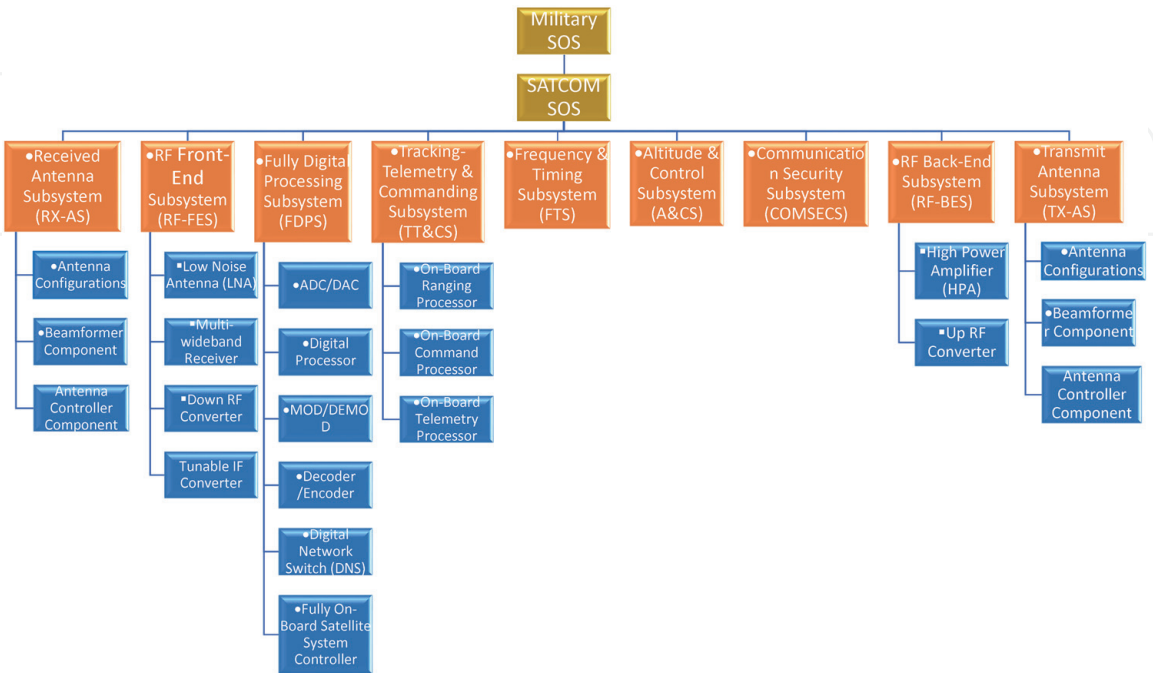 Military
SOS
SATCOM
SOS
•Received
Antenna
Subsystem
(RX-AS)
•RF Front-
End
Subsystem
(RF-FES)
•Fully Digital
Processing
Subsystem
(FDPS)
•Tracking-
Telemetry &
Commanding
Subsystem
(TT&CS)
•Frequency &
Timing
Subsystem
(FTS)
•Altitude &
Control
Subsystem
(A&CS)
•Communicatio
n Security
Subsystem
(COMSECS)
•RF Back-End
Subsystem
(RF-BES)
•Transmit
Antenna
Subsystem
(TX-AS)
•Antenna
Configurations
•Beamformer
Component
Antenna
Controller
Component
▪Low Noise
Antenna (LNA)
▪Multi-
wideband
Receiver
▪Down RF
Converter
Tunable IF
Converter
•ADC/DAC
•Digital
Processor
•MOD/DEMO
D
•Decoder
/Encoder
•Digital
Network
Switch (DNS)
•Fully On-
Board Satellite
System
Controller
•On-Board
Ranging
Processor
•On-Board
Command
Processor
•On-Board
Telemetry
Processor
▪High Power
Amplifier
(HPA)
▪Up RF
Converter
•Antenna
Configurations
•Beamforme
r Component
Antenna
Controller
Component